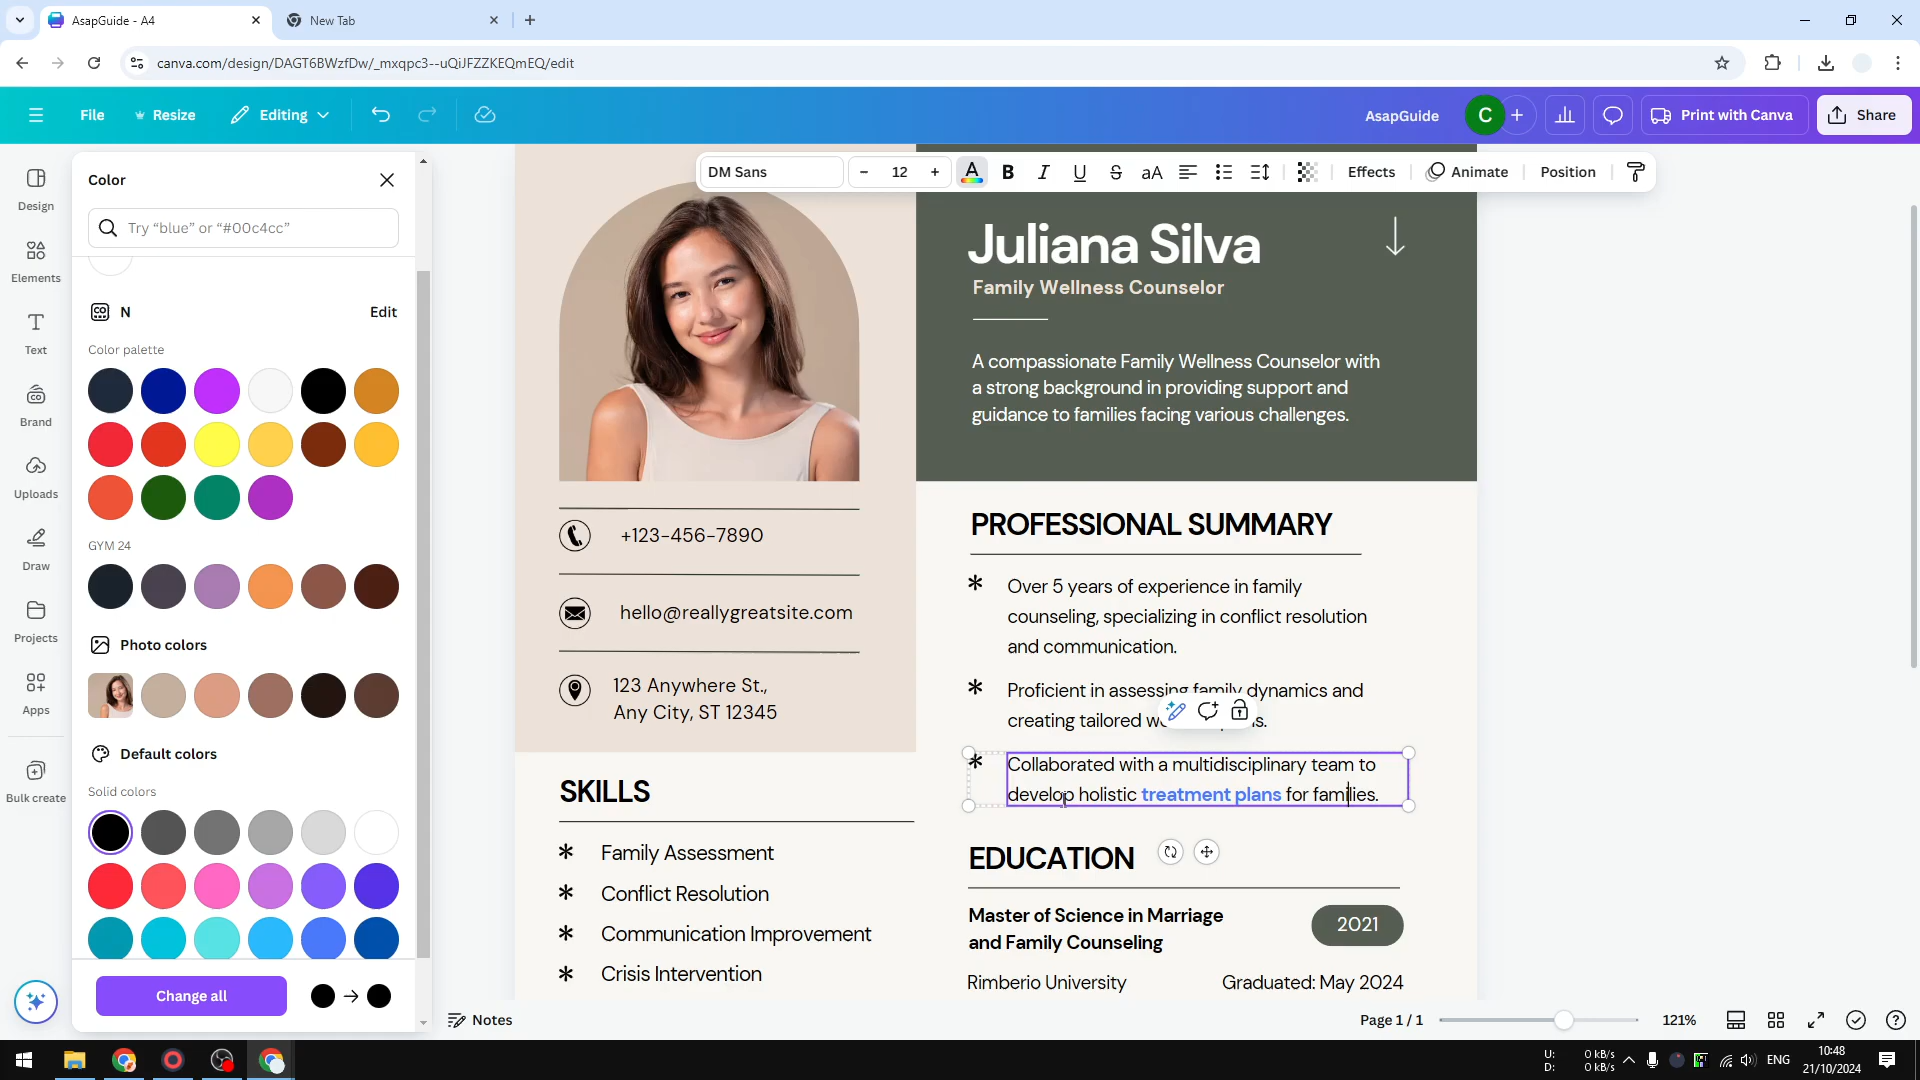 AsapGuide - A4
New Tab
canva.com/design/DAGT6BWzfDw/_mxqpc3--uQiJFZZKEQmEQ/edit
File
Resize
Editing
AsapGuide
C
Print with Canva
Share
DM Sans
12
Effects
Animate
Position
Design
Elements
Text
Brand
Uploads
Draw
Projects
Apps
Bulk create
Color
Try “blue” or “#00c4cc”
N
Edit
Color palette
GYM 24
Photo colors
Default colors
Solid colors
Change all
Juliana Silva
Family Wellness Counselor
A compassionate Family Wellness Counselor with
a strong background in providing support and
guidance to families facing various challenges.
+123-456-7890
hello@reallygreatsite.com
123 Anywhere St.,
Any City, ST 12345
SKILLS
* Family Assessment
* Conflict Resolution
* Communication Improvement
* Crisis Intervention
PROFESSIONAL SUMMARY
* Over 5 years of experience in family
counseling, specializing in conflict resolution
and communication.
* Proficient in assessing family dynamics and
creating tailored
* Collaborated with a multidisciplinary team to
develop holistic treatment plans for families.
EDUCATION
Master of Science in Marriage
and Family Counseling
2021
Rimberio University
Graduated: May 2024
Notes
Page 1 / 1
121%
U: 0 kB/s
D: 0 kB/s
ENG
10:48
21/10/2024